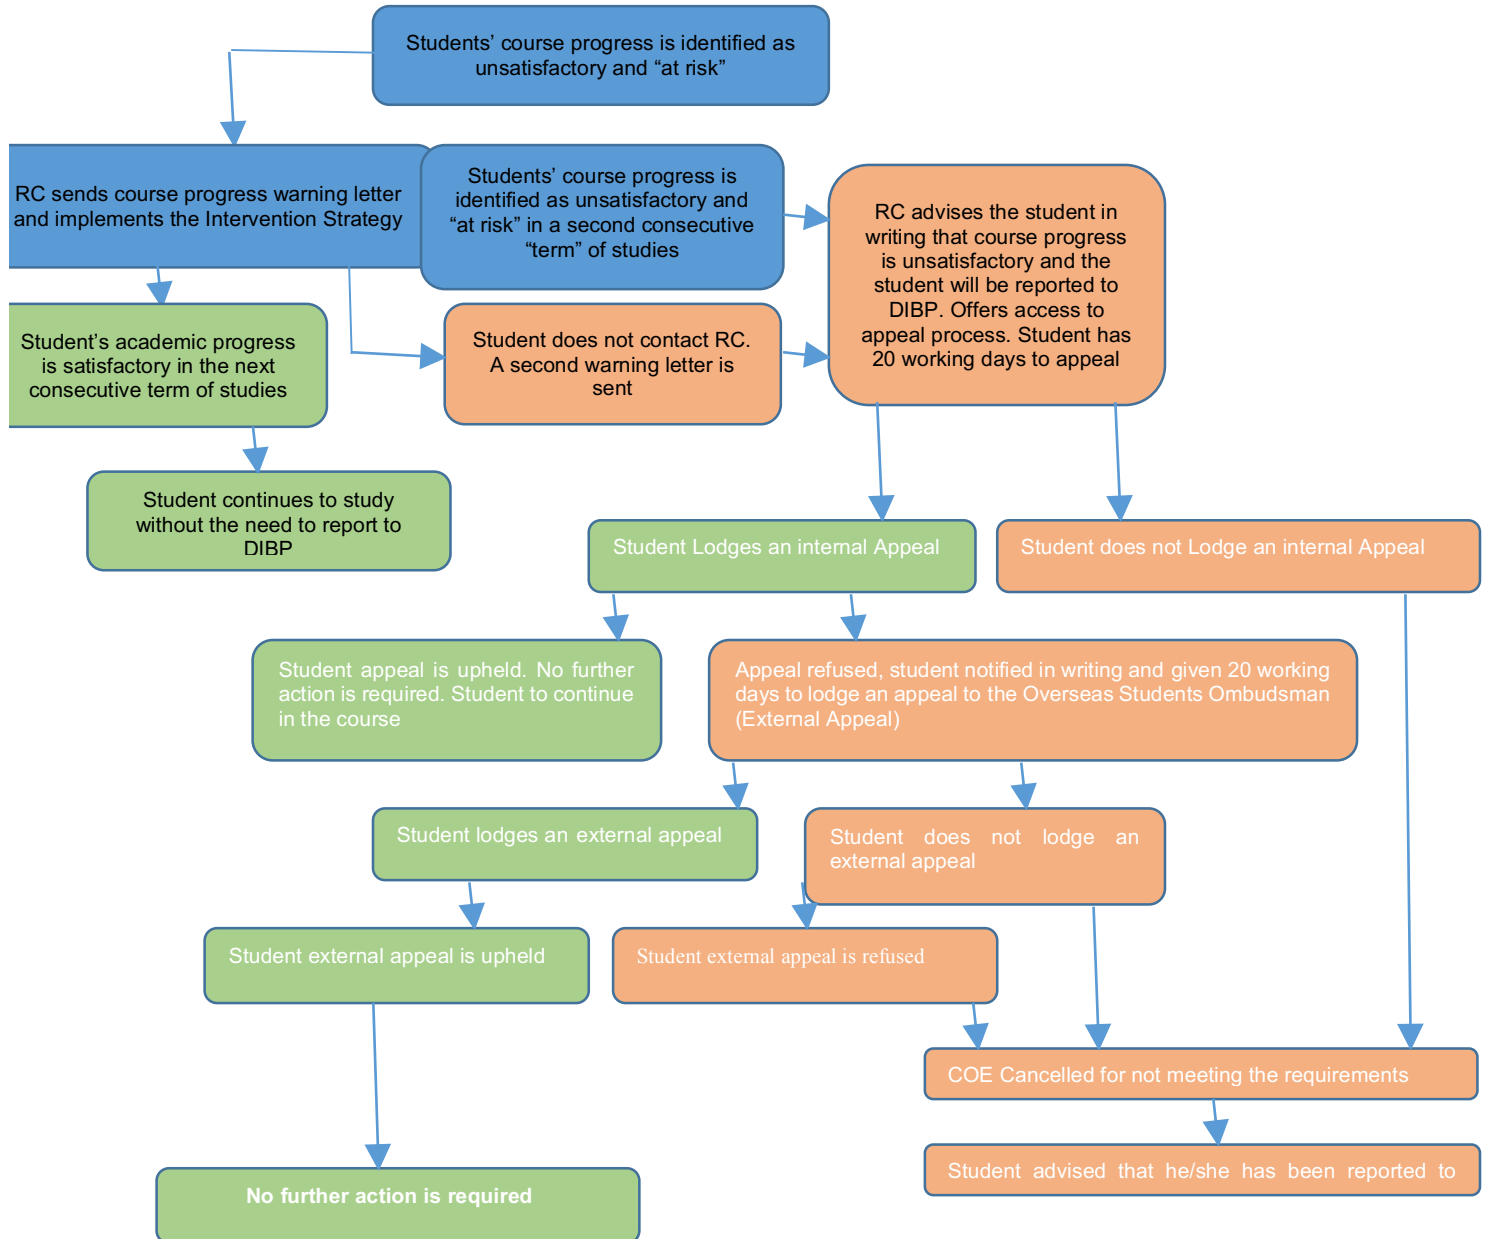 Students’ course progress is identified as
unsatisfactory and “at risk”
RC sends course progress warning letter
and implements the Intervention Strategy
Students’ course progress is
identified as unsatisfactory and
“at risk” in a second consecutive
“term” of studies
RC advises the student in
writing that course progress
is unsatisfactory and the
student will be reported to
DIBP. Offers access to
appeal process. Student has
20 working days to appeal
Student’s academic progress
is satisfactory in the next
consecutive term of studies
Student does not contact RC.
A second warning letter is
sent
Student continues to study
without the need to report to
DIBP
Student Lodges an internal Appeal
Student does not Lodge an internal Appeal
Student appeal is upheld. No further
action is required. Student to continue
in the course
Appeal refused, student notified in writing and given 20 working
days to lodge an appeal to the Overseas Students Ombudsman
(External Appeal)
Student lodges an external appeal
Student does not lodge an
external appeal
Student external appeal is upheld
Student external appeal is refused
COE Cancelled for not meeting the requirements
Student advised that he/she has been reported to
No further action is required